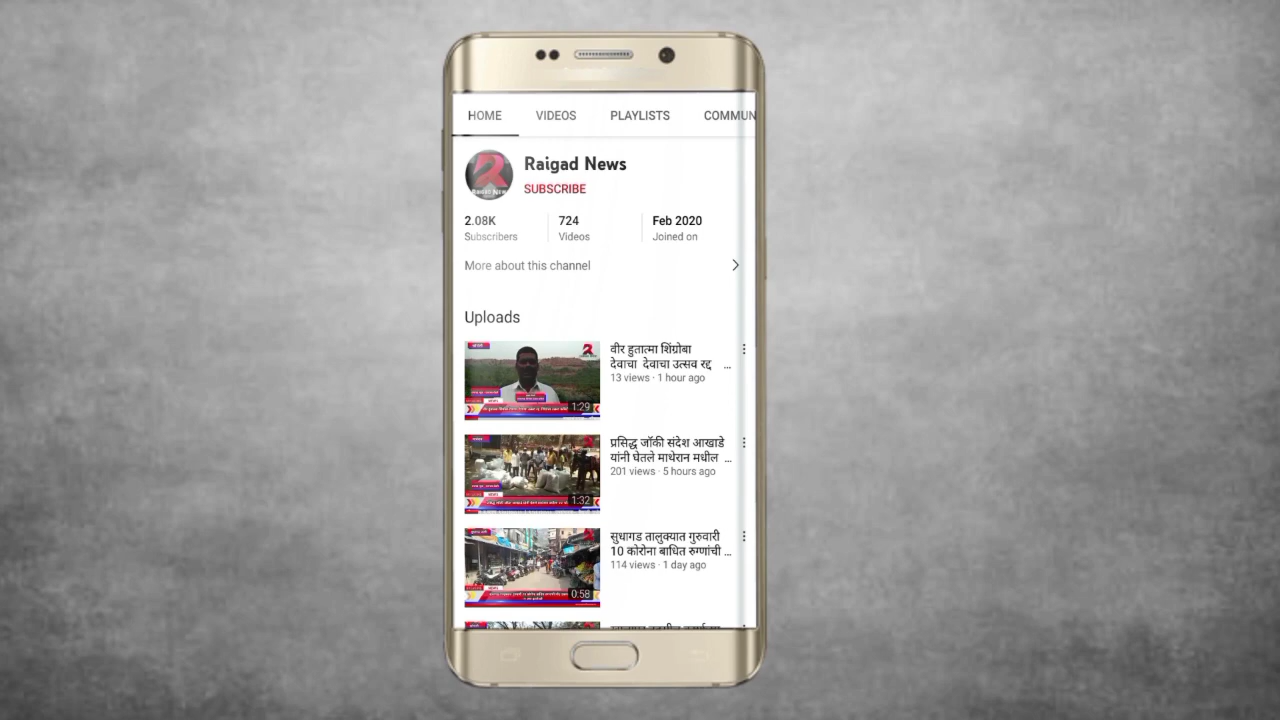 HOME VIDEOS PLAYLISTS COMMUN
Raigad News
SUBSCRIBE
2.08K 724 Feb 2020
Subscribers Videos Joined on
More about this channel
Uploads
वीर हुतात्मा शिंग्रोबा
देवाचा देवाचा उत्सव रद्द ...
13 views · 1 hour ago
1:29
प्रसिद्ध जॉकी संदेश आखाडे
यांनी घेतले माथेरान मधील ...
201 views · 5 hours ago
1:32
सुधागड तालुक्यात गुरुवारी
10 कोरोना बाधित रुग्णांची ...
114 views · 1 day ago
0:58